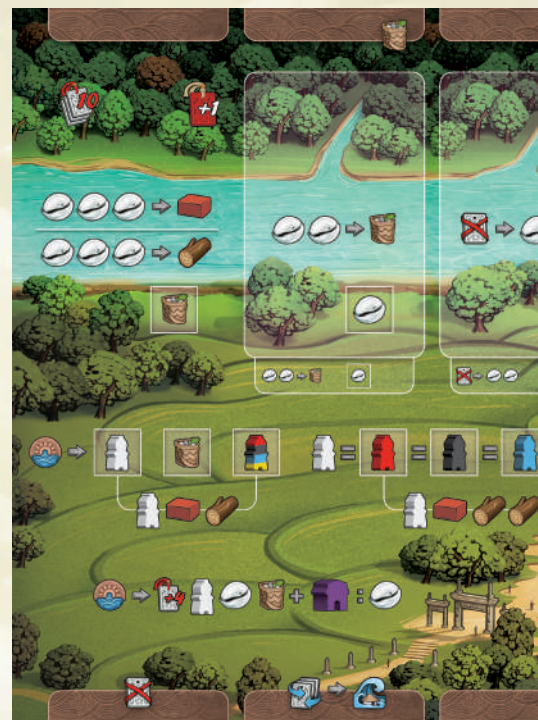 10
+1
= = =
+4
+ :